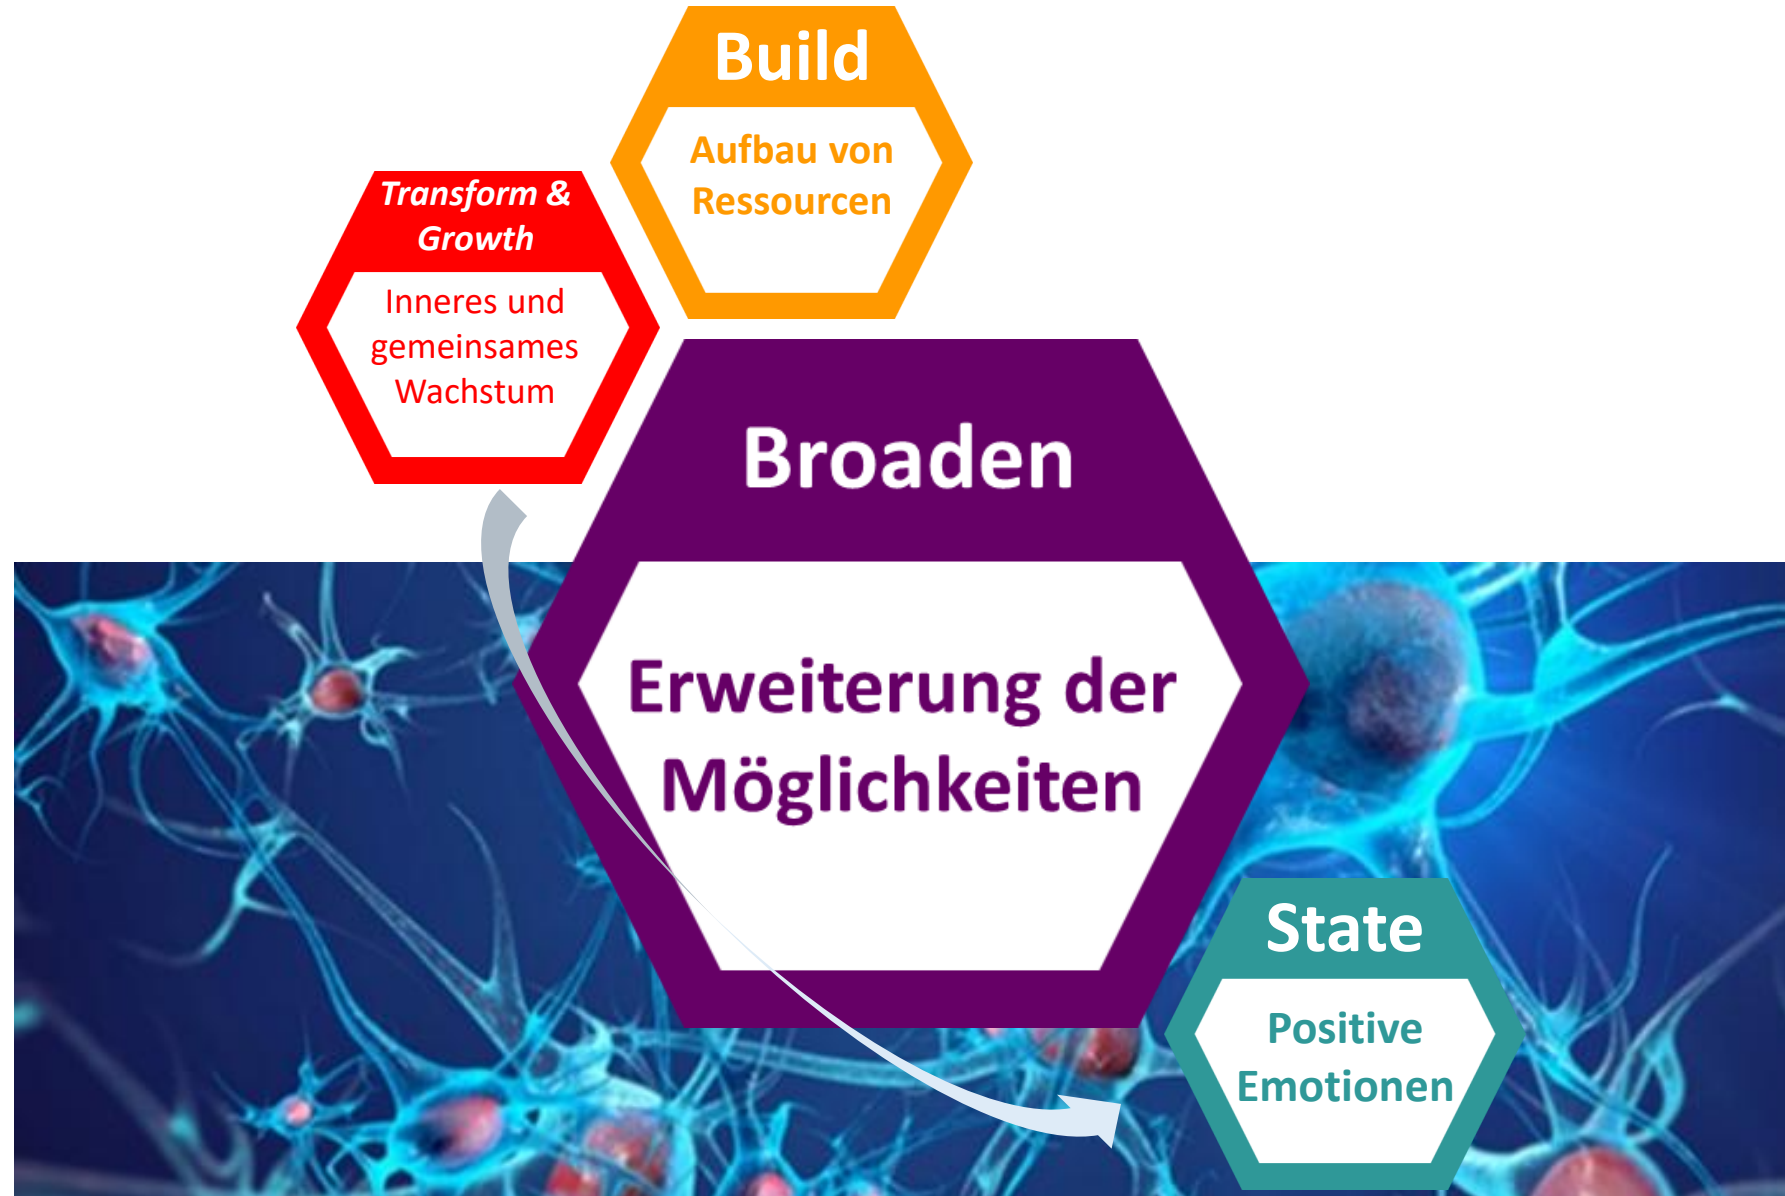 Build
Aufbau von
Ressourcen
Transform &
Growth
Inneres und
gemeinsames
Wachstum
Broaden
Erweiterung der
Möglichkeiten
State
Positive
Emotionen